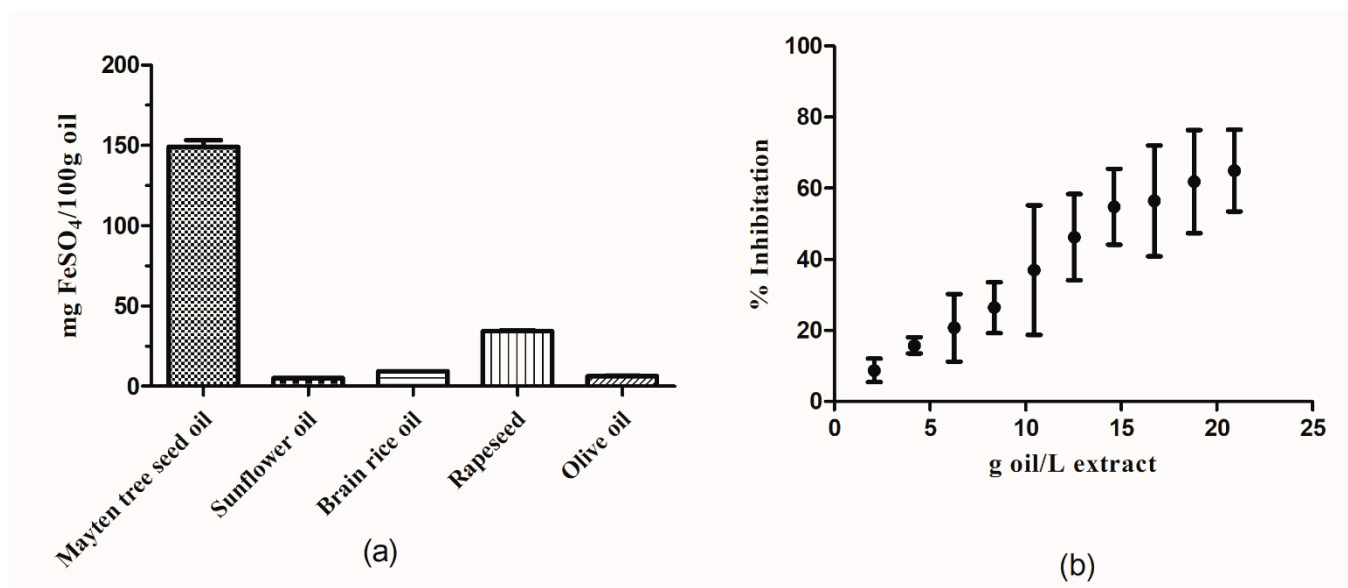 200
150
100
50
0
mg FeSO₄/100g oil
Mayten tree seed oil
Sunflower oil
Brain rice oil
Rapeseed
Olive oil
(a)
100
80
60
40
20
0
% Inhibitation
0 5 10 15 20 25
g oil/L extract
(b)